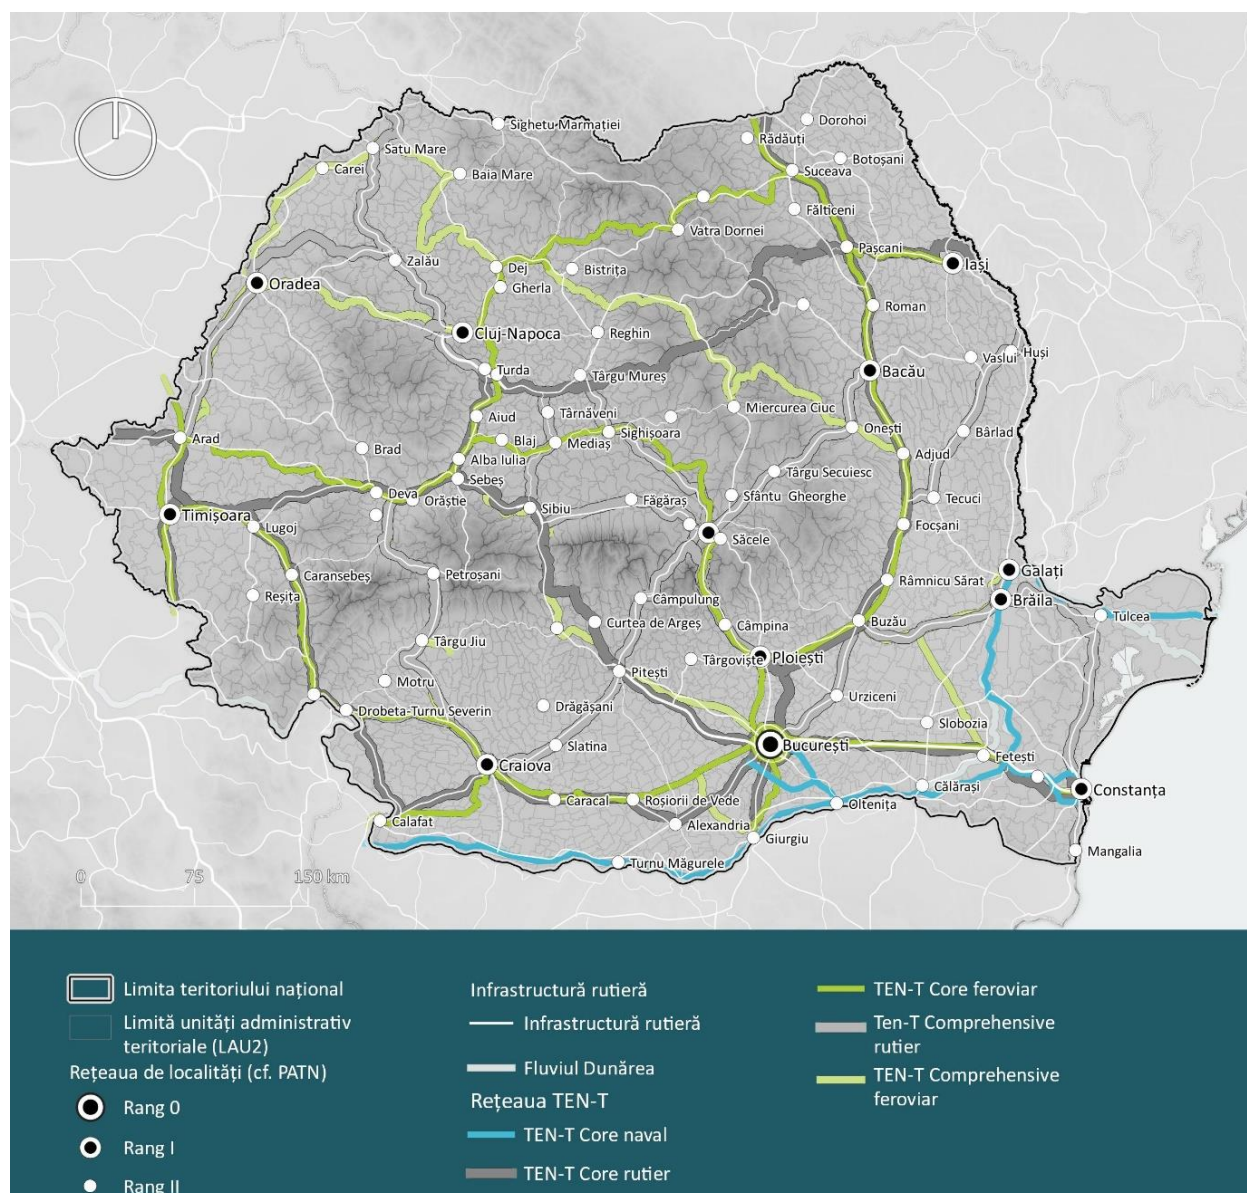 Sighetu Marmației
Dorohoi
Rădăuți
Satu Mare
Botoșani
Carei
Baia Mare
Suceava
Fălticeni
Vatra Dornei
Pașcani
Zalău
Iași
Dej
Bistrița
Oradea
Gherla
Roman
Cluj-Napoca
Reghin
Huși
Vaslui
Turda
Târgu Mureș
Bacău
Miercurea Ciuc
Aiud
Târnăveni
Onești
Bârlad
Arad
Sighișoara
Blaj
Mediaș
Brad
Adjud
Alba Iulia
Târgu Secuiesc
Sebeș
Deva
Sfântu Gheorghe
Tecuci
Orăștie
Făgăraș
Sibiu
Timișoara
Lugoj
Focșani
Săcele
Galați
Caransebeș
Petroșani
Râmnicu Sărat
Reșița
Câmpulung
Brăila
Tulcea
Curtea de Argeș
Câmpina
Buzău
Târgu Jiu
Târgoviște
Ploiești
Pitești
Motru
Urziceni
Drobeta-Turnu Severin
Drăgășani
Slobozia
Slatina
București
Fetești
Craiova
Călărași
Constanța
Caracal
Roșiorii de Vede
Oltenița
Calafat
Alexandria
Giurgiu
Mangalia
Turnu Măgurele
0 75 150 km
Limita teritoriului național
Limită unități administrativ
teritoriale (LAU2)
Rețeaua de localități (cf. PATN)
Rang 0
Rang I
Rang II
Infrastructură rutieră
Infrastructură rutieră
Fluviul Dunărea
Rețeaua TEN-T
TEN-T Core naval
TEN-T Core rutier
TEN-T Core feroviar
Ten-T Comprehensive
rutier
TEN-T Comprehensive
feroviar